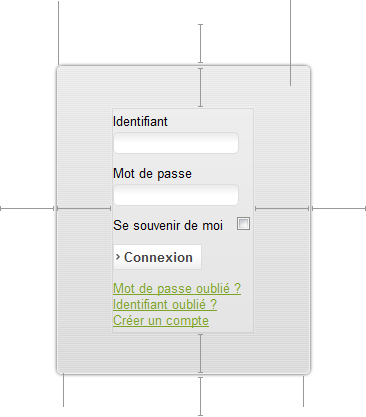 Identifiant
Mot de passe
Se souvenir de moi
› Connexion
Mot de passe oublié ?
Identifiant oublié ?
Créer un compte